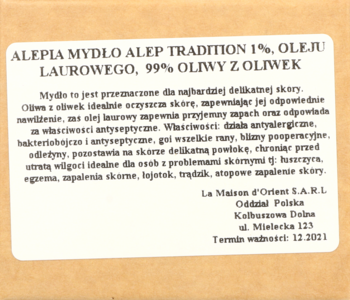 ALEPIA MYDŁO ALEP TRADITION 1%, OLEJU
LAUROWEGO, 99% OLIWY Z OLIWEK
Mydło to jest przeznaczone dla najbardziej delikatnej skory.
Oliwa z oliwek idealnie oczyszcza skórę, zapewniając jej odpowiednie
nawilżenie, zaś olej laurowy zapewnia przyjemny zapach oraz odpowiada
za właściwości antyseptyczne. Właściwości: działa antyalergiczne,
bakteriobójczo i antyseptyczne, goi wszelkie rany, blizny pooperacyjne,
odleżyny, pozostawia na skórze delikatną powłokę, chroniąc przed
utratą wilgoci idealne dla osób z problemami skórnymi tj: łuszczyca,
egzema, zapalenia skórne, łojotok, trądzik, atopowe zapalenie skóry.
La Maison d'Orient S.A.R.L
Oddział Polska
Kolbuszowa Dolna
ul. Mielecka 123
Termin ważności: 12.2021